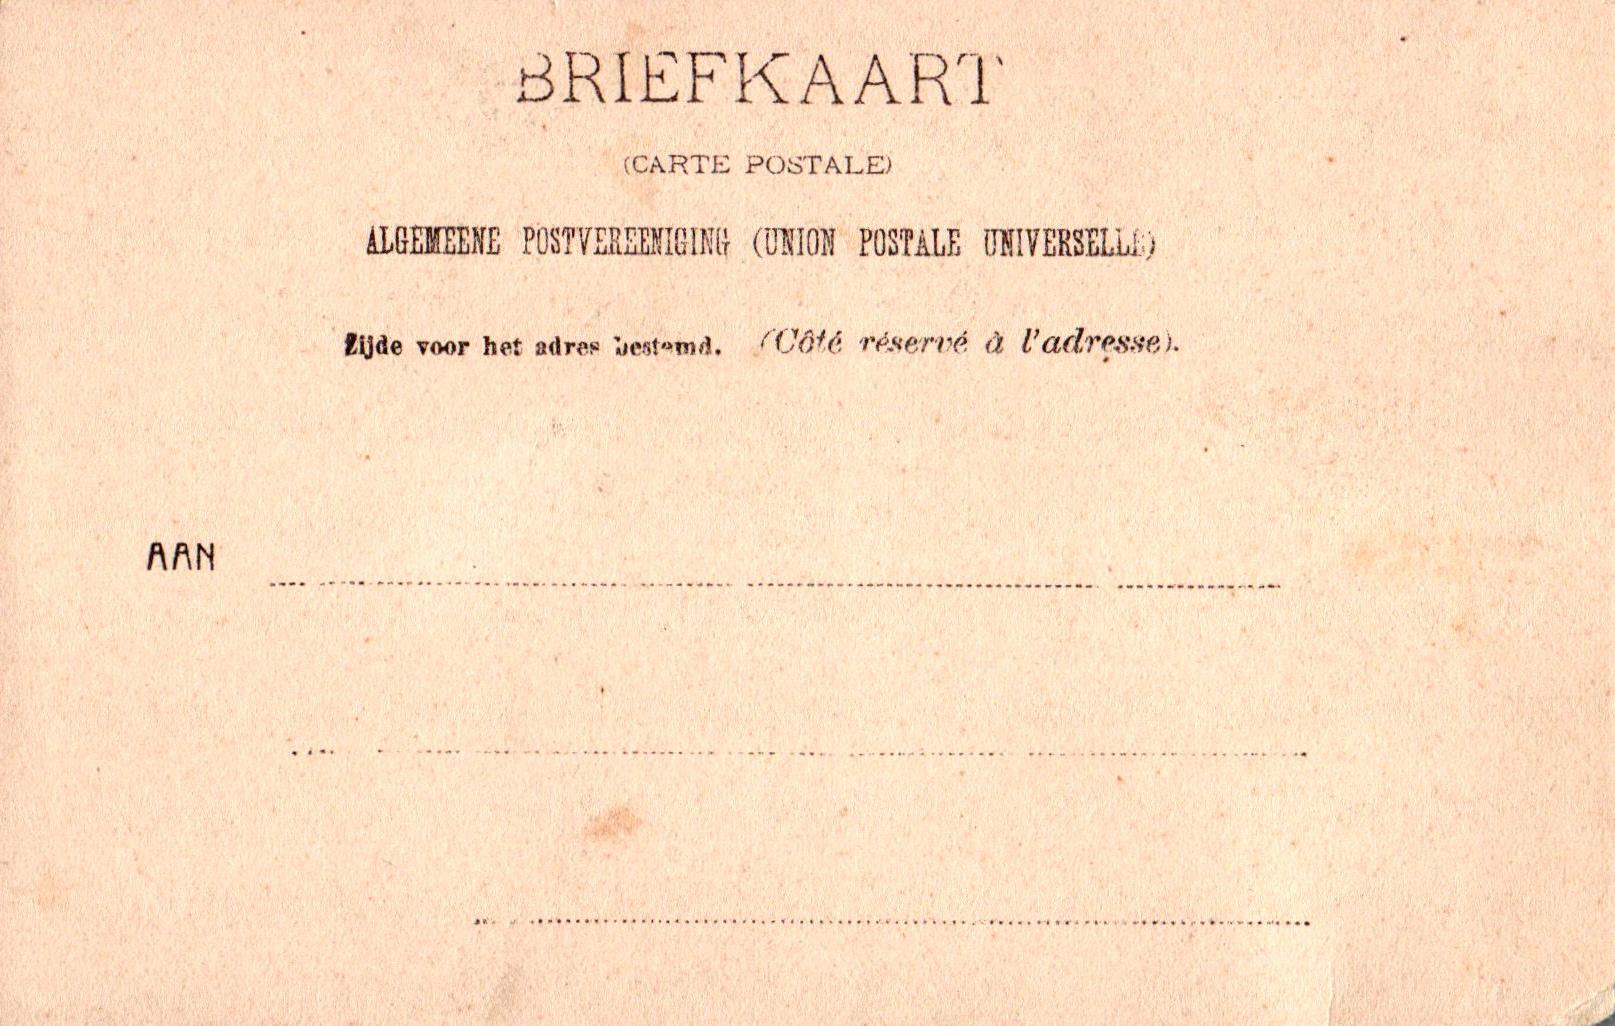 BRIEFKAART
(CARTE POSTALE)
ALGEMEENE POSTVEREENIGING (UNION POSTALE UNIVERSELLE)
Zijde voor het adres bestemd. (Côté réservé à l'adresse).
AAN